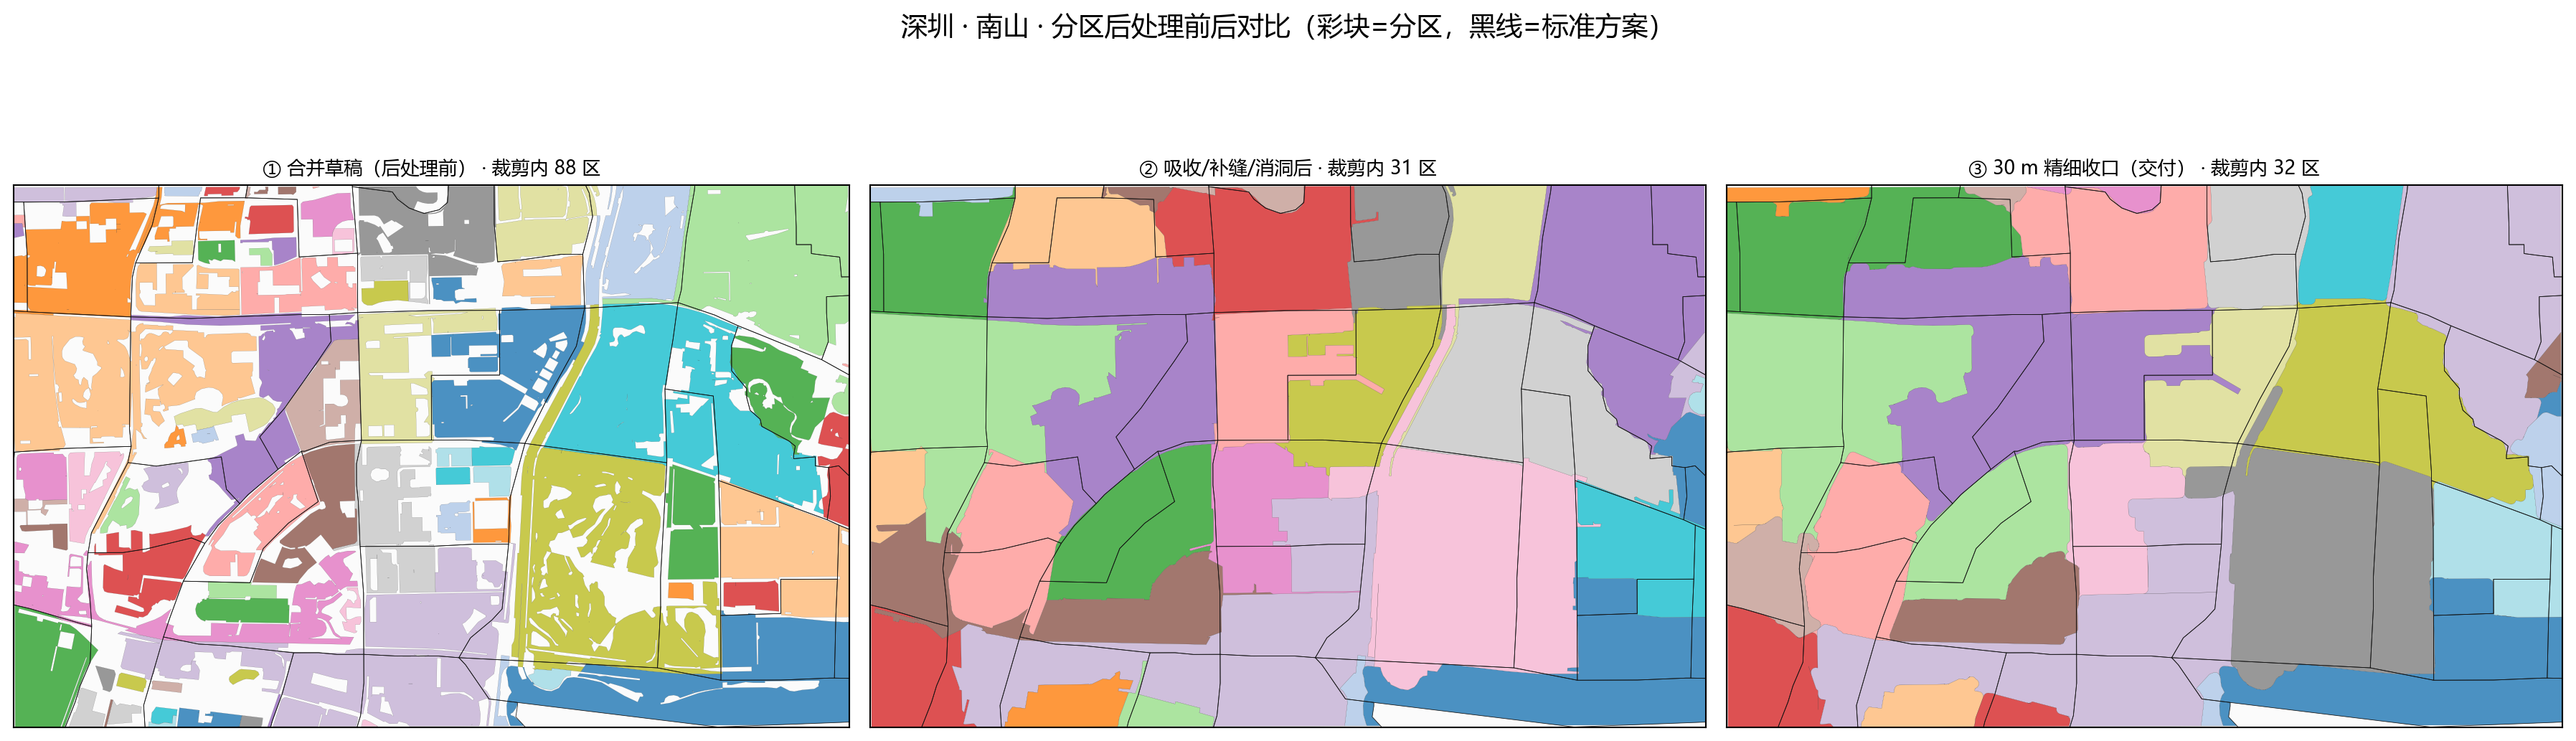 深圳 · 南山 · 分区后处理前后对比（彩块=分区，黑线=标准方案）
① 合并草稿（后处理前） · 裁剪内 88 区
② 吸收/补缝/消洞后 · 裁剪内 31 区
③ 30 m 精细收口（交付） · 裁剪内 32 区